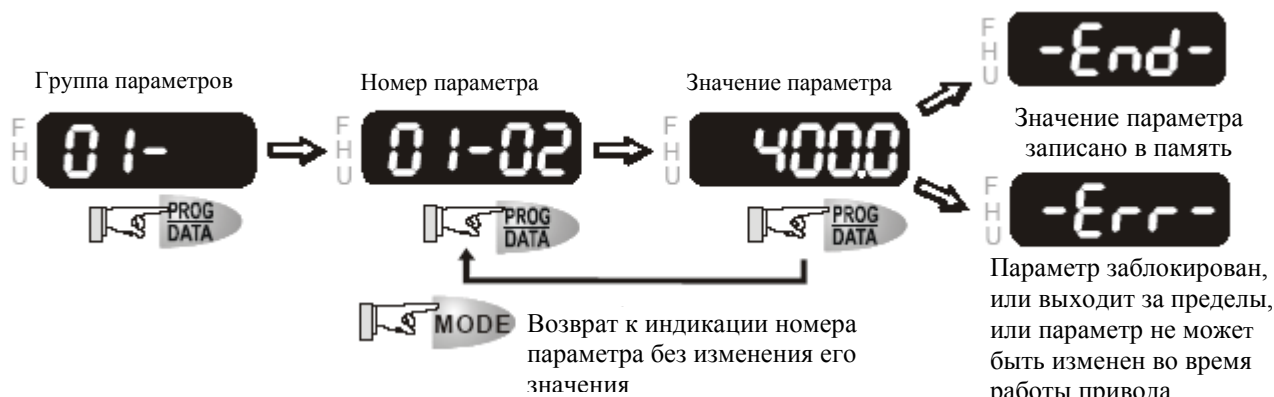 Группа параметров
F
H
U
01-
PROG
DATA
Номер параметра
F
H
U
01-02
PROG
DATA
Значение параметра
F
H
U
400.0
PROG
DATA
F
H
U
-End-
Значение параметра
записано в память
F
H
U
-Err-
Параметр заблокирован,
или выходит за пределы,
или параметр не может
быть изменен во время
работы привода
MODE
Возврат к индикации номера
параметра без изменения его
значения